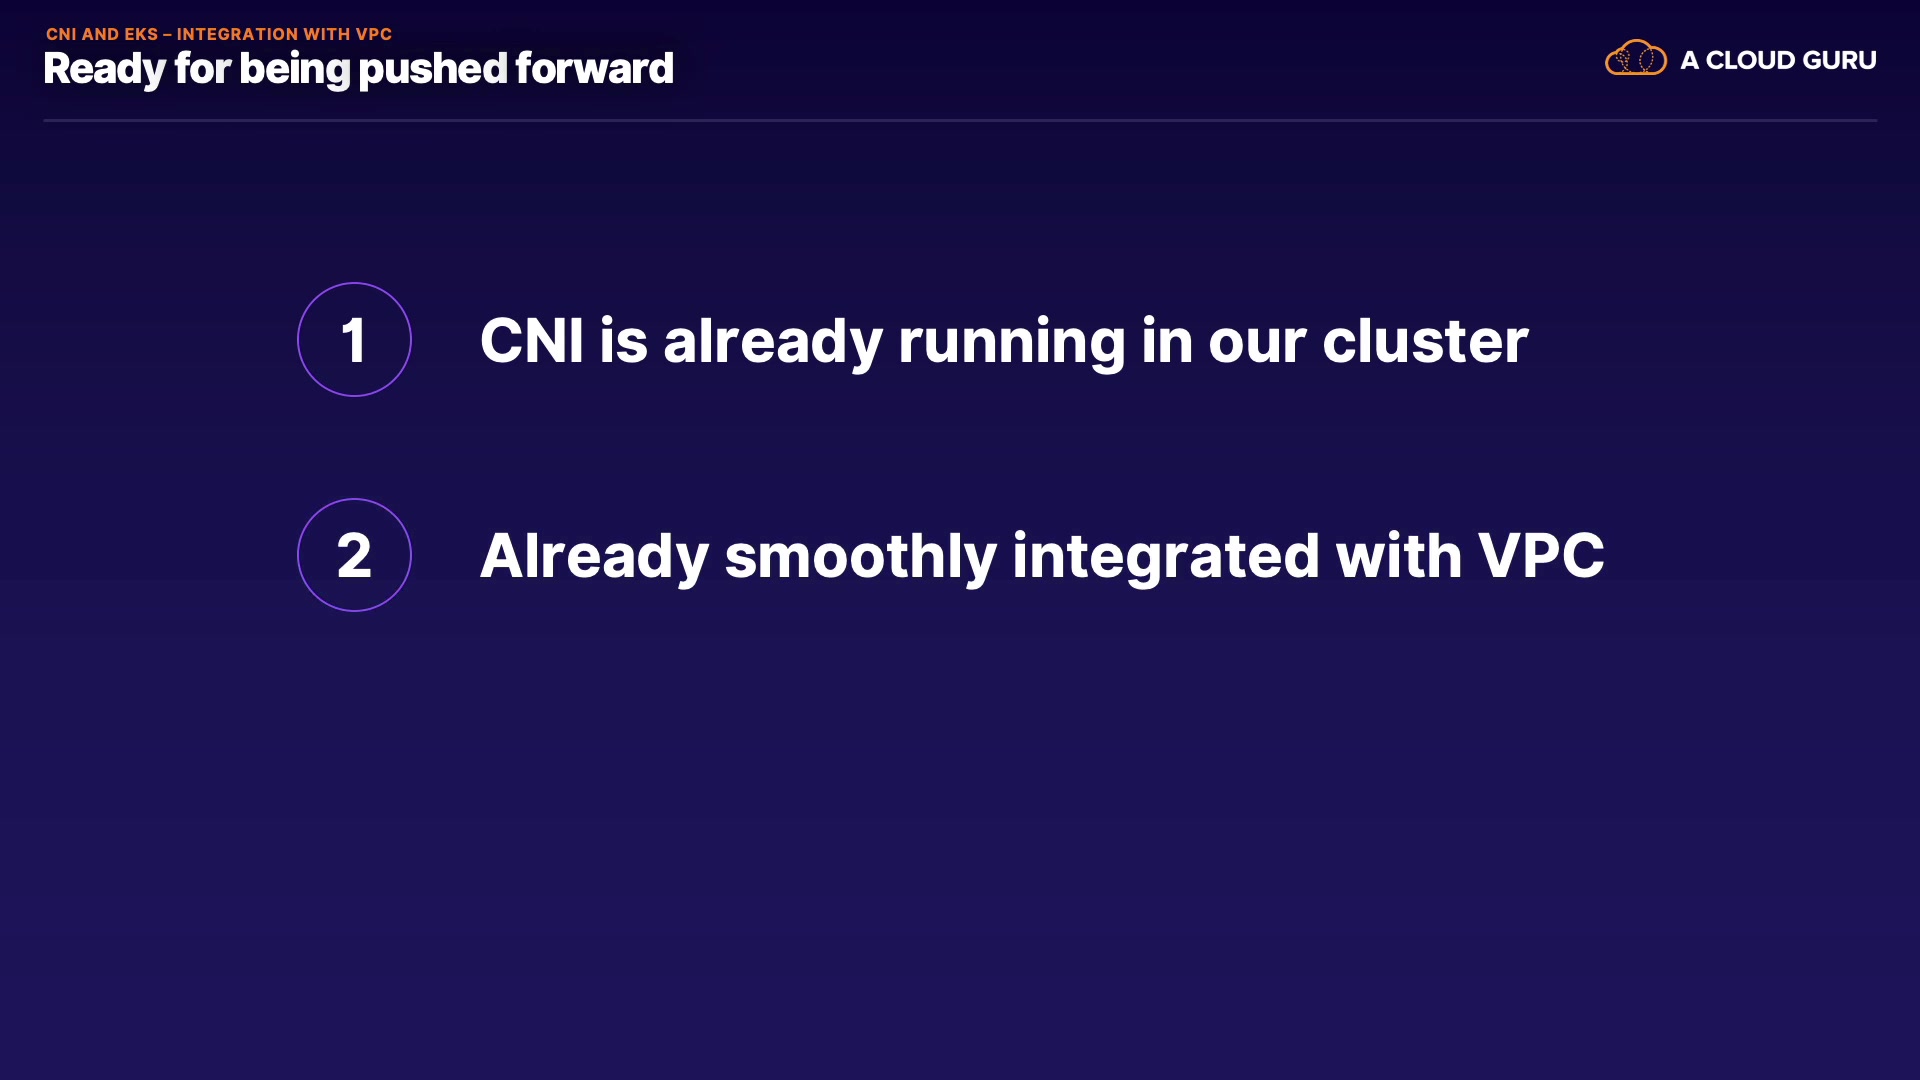 CNI AND EKS – INTEGRATION WITH VPC
Ready for being pushed forward
A CLOUD GURU
1 CNI is already running in our cluster
2 Already smoothly integrated with VPC